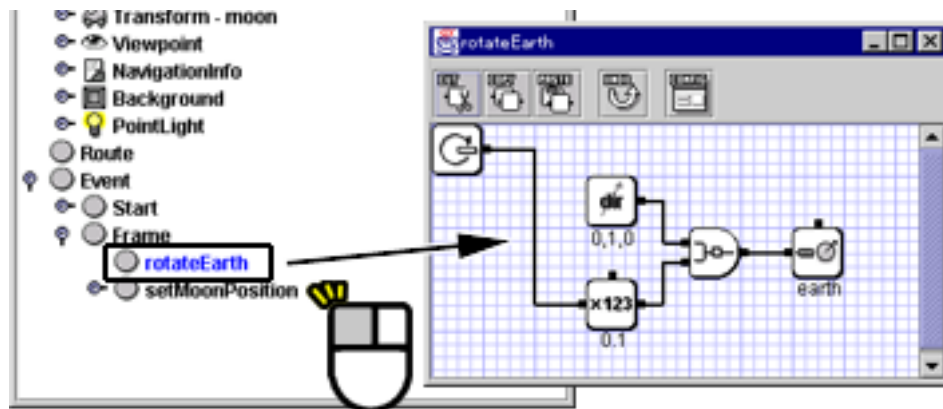 Transform - moon
Viewpoint
NavigationInfo
Background
PointLight
Route
Event
Start
Frame
rotateEarth
setMoonPosition
rotateEarth
dir
0,1,0
×123
0.1
earth